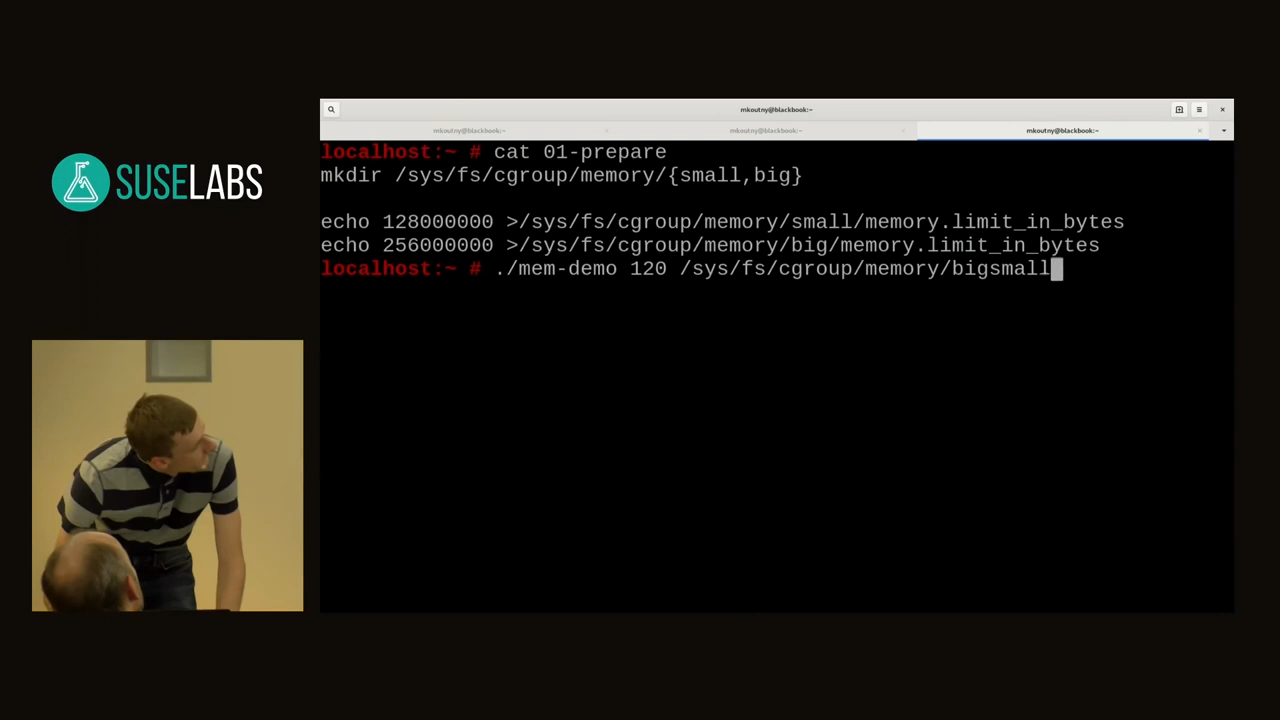 SUSELABS
mkoutny@blackbook:~
mkoutny@blackbook:~ mkoutny@blackbook:~ mkoutny@blackbook:~
localhost:~ # cat 01-prepare
mkdir /sys/fs/cgroup/memory/{small,big}
echo 128000000 >/sys/fs/cgroup/memory/small/memory.limit_in_bytes
echo 256000000 >/sys/fs/cgroup/memory/big/memory.limit_in_bytes
localhost:~ # ./mem-demo 120 /sys/fs/cgroup/memory/bigsmall